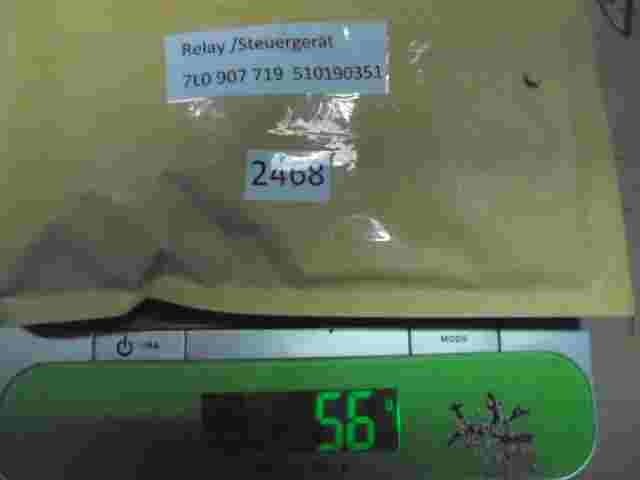 Relay /Steuergerät
7L0 907 719 510190351
2468
MODE
56